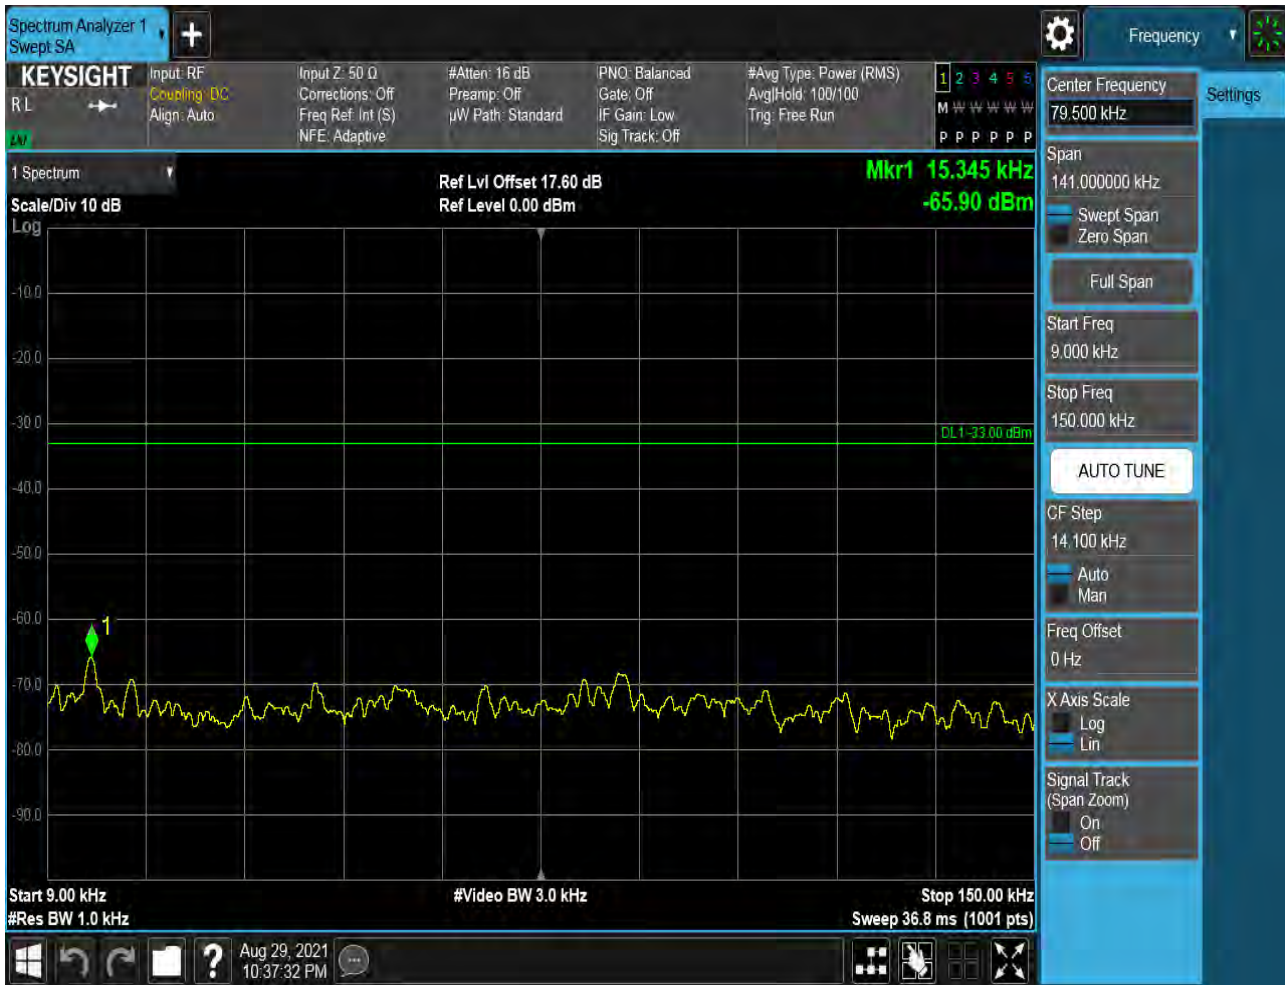 Spectrum Analyzer 1
Swept SA
Frequency
KEYSIGHT
R L
Input: RF
Coupling: DC
Align: Auto
Input Z: 50 Ω
Corrections: Off
Freq Ref: Int (S)
NFE: Adaptive
#Atten: 16 dB
Preamp: Off
µW Path: Standard
PNO: Balanced
Gate: Off
IF Gain: Low
Sig Track: Off
#Avg Type: Power (RMS)
Avg|Hold: 100/100
Trig: Free Run
1 2 3 4 5 6
M W W W W W
P P P P P P
1 Spectrum
Scale/Div 10 dB
Log
Ref Lvl Offset 17.60 dB
Ref Level 0.00 dBm
Mkr1 15.345 kHz
-65.90 dBm
-10.0
-20.0
-30.0
DL1 -33.00 dBm
-40.0
-50.0
-60.0
1
-70.0
-80.0
-90.0
Start 9.00 kHz
#Res BW 1.0 kHz
#Video BW 3.0 kHz
Stop 150.00 kHz
Sweep 36.8 ms (1001 pts)
Aug 29, 2021
10:37:32 PM
Center Frequency
79.500 kHz
Settings
Span
141.000000 kHz
Swept Span
Zero Span
Full Span
Start Freq
9.000 kHz
Stop Freq
150.000 kHz
AUTO TUNE
CF Step
14.100 kHz
Auto
Man
Freq Offset
0 Hz
X Axis Scale
Log
Lin
Signal Track
(Span Zoom)
On
Off